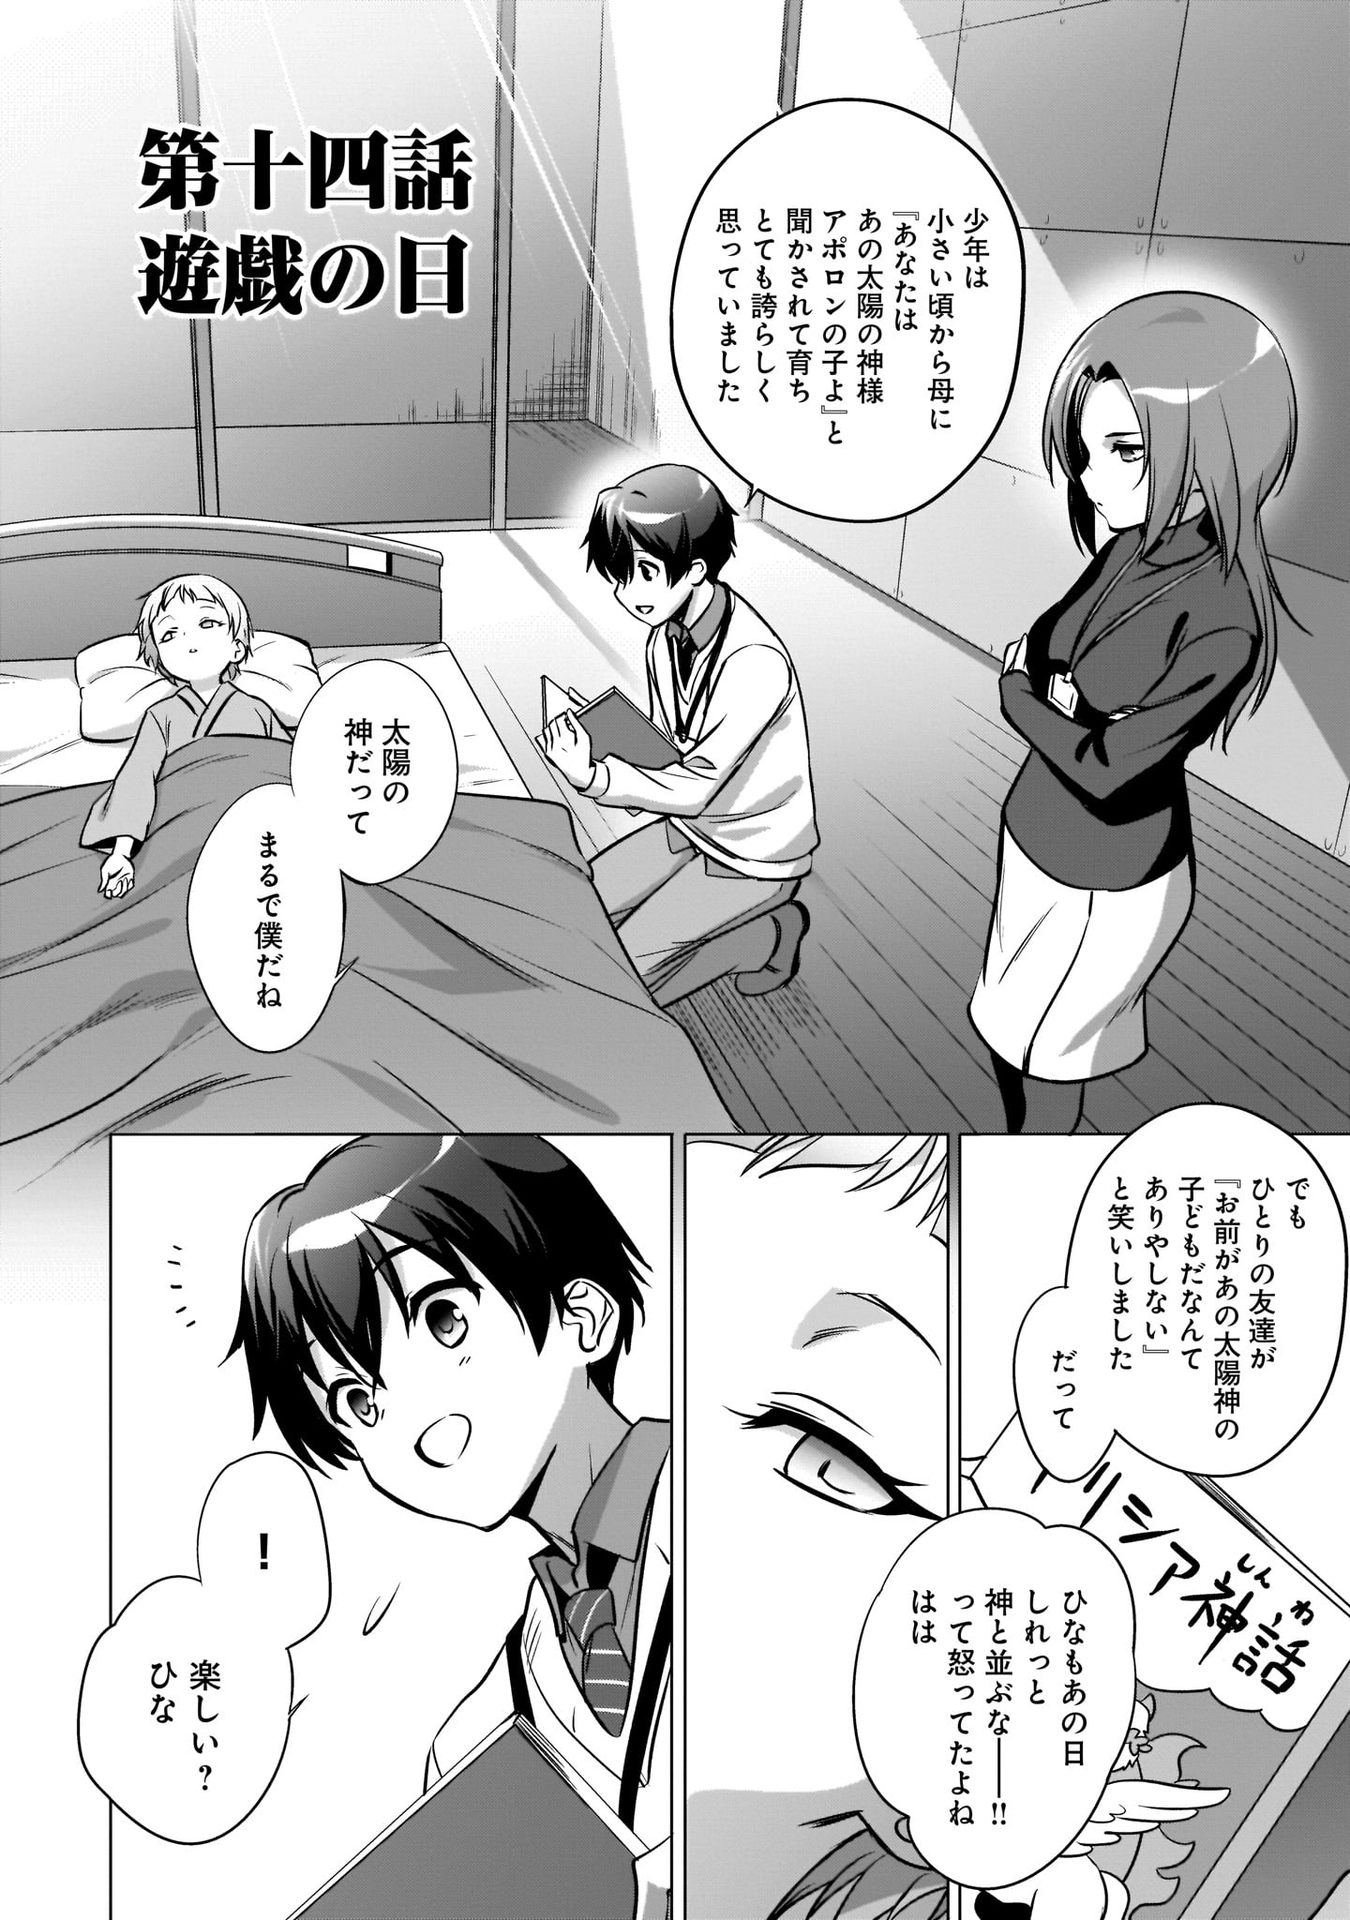 第十四話
遊戯の日
少年は
小さい頃から母に
『あなたは
あの太陽の神様
アポロンの子よ』と
聞かされて育ち
とても誇らしく
思っていました
太陽の
神だって
まるで僕だね
でも
ひとりの友達が
『お前があの太陽神の
子どもだなんて
ありやしない』
と笑いしました
だって
リシア神話
しんわ
ひなもあの日
しれっと
神と並ぶな――!!
って怒ってたよね
はは
!
楽しい?
ひな